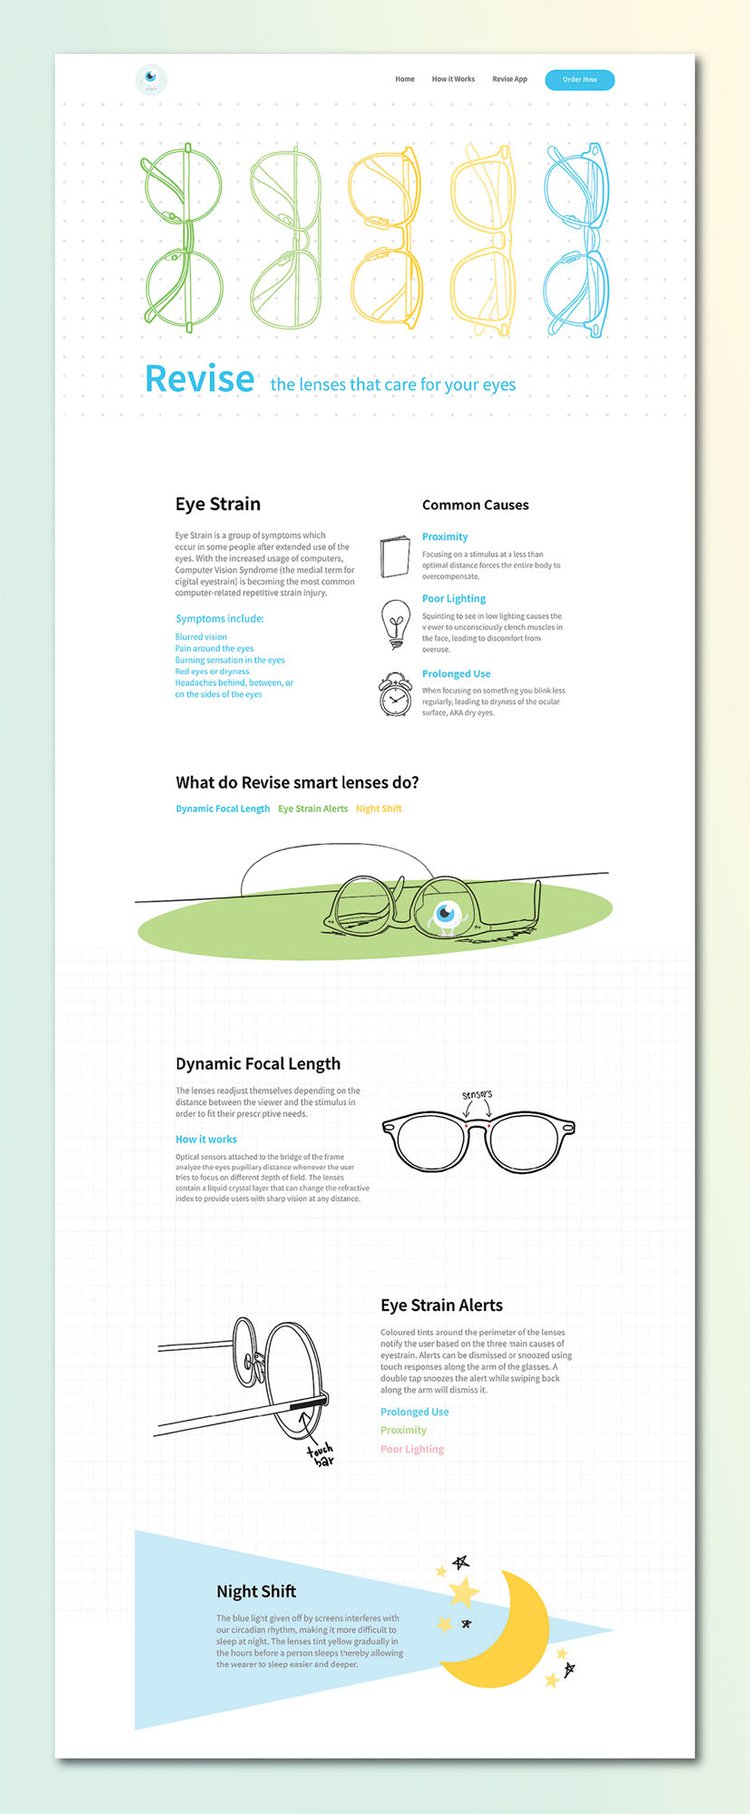 Home How it Works Revise App Order Now
Revise the lenses that care for your eyes
Eye Strain
Eye Strain is a group of symptoms which
occur in some people after extended use of the
eyes. With the increased usage of computers,
Computer Vision Syndrome (the medial term for
digital eyestrain) is becoming the most common
computer-related repetitive strain injury.
Symptoms include:
Blurred vision
Pain around the eyes
Burning sensation in the eyes
Red eyes or dryness
Headaches behind, between, or
on the sides of the eyes
Common Causes
Proximity
Focusing on a stimulus at a less than
optimal distance forces the entire body to
overcompensate.
Poor Lighting
Squinting to see in low lighting causes the
viewer to unconsciously clench muscles in
the face, leading to discomfort from
overuse.
Prolonged Use
When focusing on something you blink less
regularly, leading to dryness of the ocular
surface, AKA dry eyes.
What do Revise smart lenses do?
Dynamic Focal Length Eye Strain Alerts Night Shift
Dynamic Focal Length
The lenses readjust themselves depending on the
distance between the viewer and the stimulus in
order to fit their prescriptive needs.
How it works
Optical sensors attached to the bridge of the frame
analyze the eyes pupillary distance whenever the user
tries to focus on different depth of field. The lenses
contain a liquid crystal layer that can change the refractive
index to provide users with sharp vision at any distance.
sensors
Eye Strain Alerts
Coloured tints around the perimeter of the lenses
notify the user based on the three main causes of
eyestrain. Alerts can be dismissed or snoozed using
touch responses along the arm of the glasses. A
double tap snoozes the alert while swiping back
along the arm will dismiss it.
Prolonged Use
Proximity
Poor Lighting
touch
bar
Night Shift
The blue light given off by screens interferes with
our circadian rhythm, making it more difficult to
sleep at night. The lenses tint yellow gradually in
the hours before a person sleeps thereby allowing
the wearer to sleep easier and deeper.